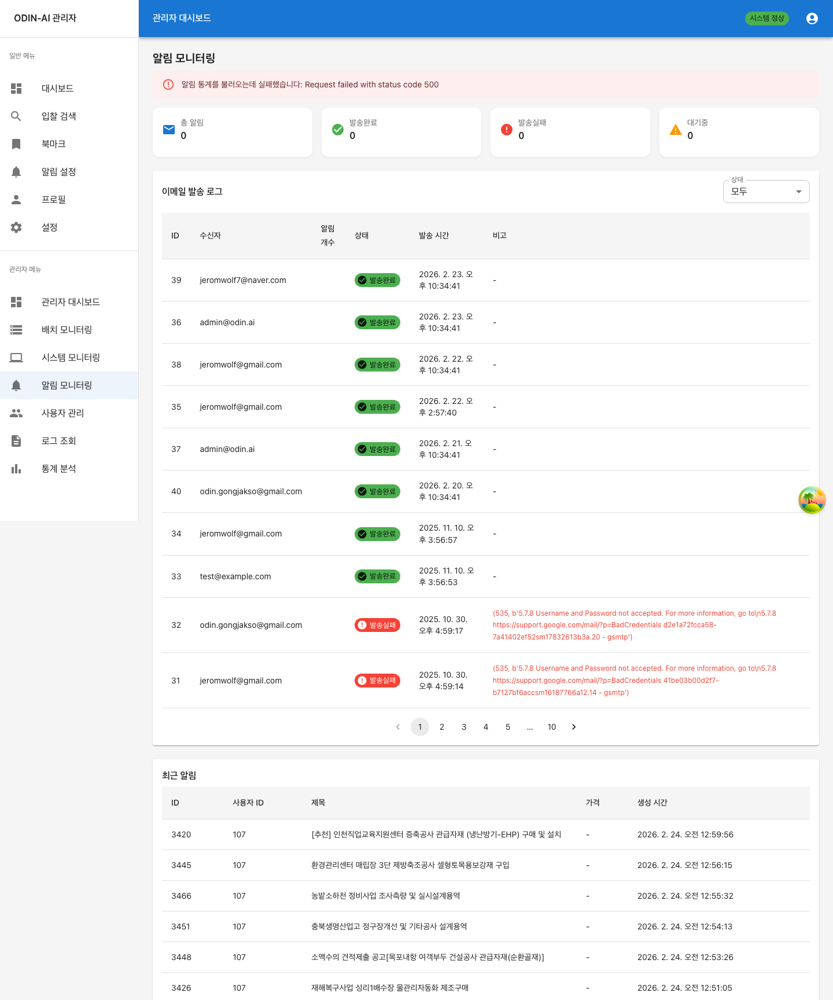 ODIN-AI 관리자
관리자 대시보드
시스템 정상
일반 메뉴
대시보드
입찰 검색
북마크
알림 설정
프로필
설정
관리자 메뉴
관리자 대시보드
배치 모니터링
시스템 모니터링
알림 모니터링
사용자 관리
로그 조회
통계 분석
알림 모니터링
알림 통계를 불러오는데 실패했습니다: Request failed with status code 500
총 알림
0
발송완료
0
발송실패
0
대기중
0
이메일 발송 로그
상태
모두
ID 수신자 알림 개수 상태 발송 시간 비고
39 jeromwolf7@naver.com 발송완료 2026. 2. 23. 오
후 10:34:41 -
36 admin@odin.ai 발송완료 2026. 2. 23. 오
후 10:34:41 -
38 jeromwolf@gmail.com 발송완료 2026. 2. 22. 오
후 10:34:41 -
35 jeromwolf@gmail.com 발송완료 2026. 2. 22. 오
후 2:57:40 -
37 admin@odin.ai 발송완료 2026. 2. 21. 오
후 10:34:41 -
40 odin.gongjakso@gmail.com 발송완료 2026. 2. 20. 오
후 10:34:41 -
34 jeromwolf@gmail.com 발송완료 2025. 11. 10. 오
후 3:56:57 -
33 test@example.com 발송완료 2025. 11. 10. 오
후 3:56:53 -
32 odin.gongjakso@gmail.com 발송실패 2025. 10. 30.
오후 4:59:17
(535, b'5.7.8 Username and Password not accepted. For more information, go to\n5.7.8
https://support.google.com/mail/?p=BadCredentials d2e1a72fcca58-
7a41402ef52sm17832613b3a.20 - gsmtp')
31 jeromwolf@gmail.com 발송실패 2025. 10. 30.
오후 4:59:14
(535, b'5.7.8 Username and Password not accepted. For more information, go to\n5.7.8
https://support.google.com/mail/?p=BadCredentials 41be03b00d2f7-
b7127bf6accsm16187766a12.14 - gsmtp')
1 2 3 4 5 ... 10
최근 알림
ID 사용자 ID 제목 가격 생성 시간
3420 107 [추천] 인천직업교육지원센터 증축공사 관급자재 (냉난방기-EHP) 구매 및 설치 - 2026. 2. 24. 오전 12:59:56
3445 107 환경관리센터 매립장 3단 제방축조공사 셀형토목용보강재 구입 - 2026. 2. 24. 오전 12:56:15
3466 107 농밭소하천 정비사업 조사측량 및 실시설계용역 - 2026. 2. 24. 오전 12:55:32
3451 107 충북생명산업고 정구장개선 및 기타공사 설계용역 - 2026. 2. 24. 오전 12:54:13
3448 107 소액수의 견적제출 공고[목포내항 여객부두 건설공사 관급자재(순환골재)] - 2026. 2. 24. 오전 12:53:26
3426 107 재해복구사업 성리1배수장 물관리자동화 제조구매 - 2026. 2. 24. 오전 12:51:05